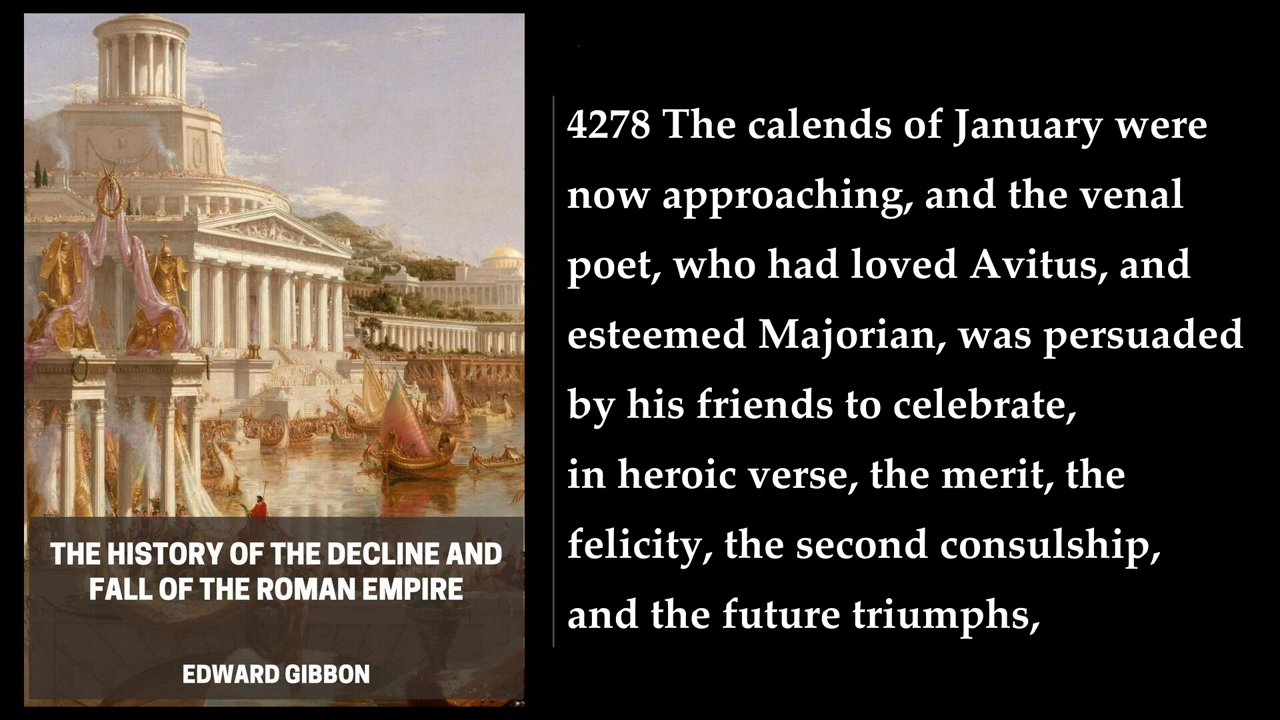 THE HISTORY OF THE DECLINE AND
FALL OF THE ROMAN EMPIRE
EDWARD GIBBON
4278 The calends of January were
now approaching, and the venal
poet, who had loved Avitus, and
esteemed Majorian, was persuaded
by his friends to celebrate,
in heroic verse, the merit, the
felicity, the second consulship,
and the future triumphs,